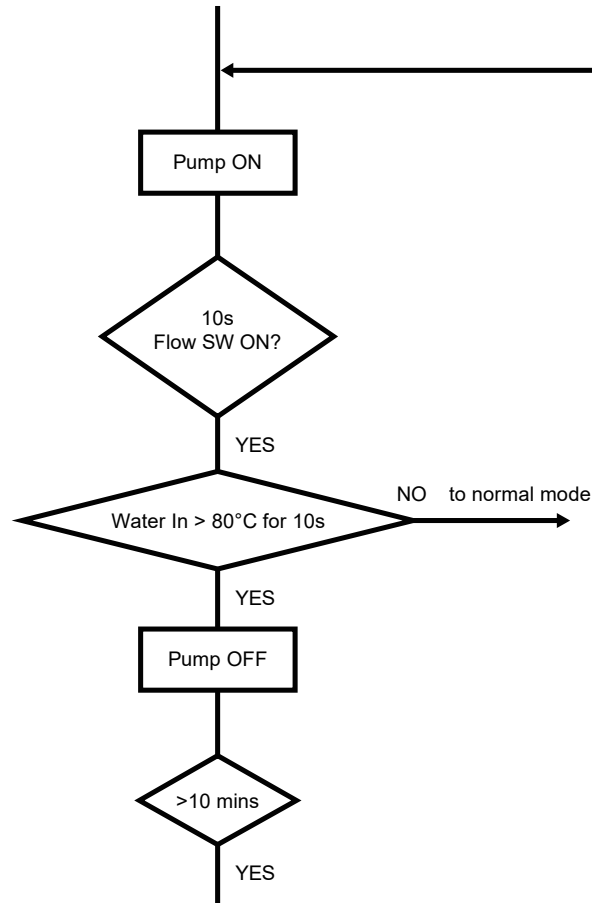 Pump ON
10s
Flow SW ON?
YES
NO to normal mode
Water In > 80°C for 10s
YES
Pump OFF
>10 mins
YES